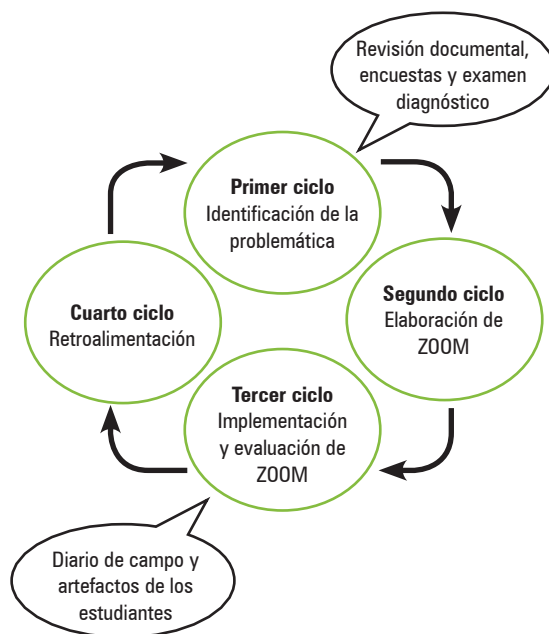 Revisión documental,
encuestas y examen
diagnóstico
Primer ciclo
Identificación de la
problemática
Segundo ciclo
Elaboración de
ZOOM
Tercer ciclo
Implementación
y evaluación de
ZOOM
Cuarto ciclo
Retroalimentación
Diario de campo y
artefactos de los
estudiantes